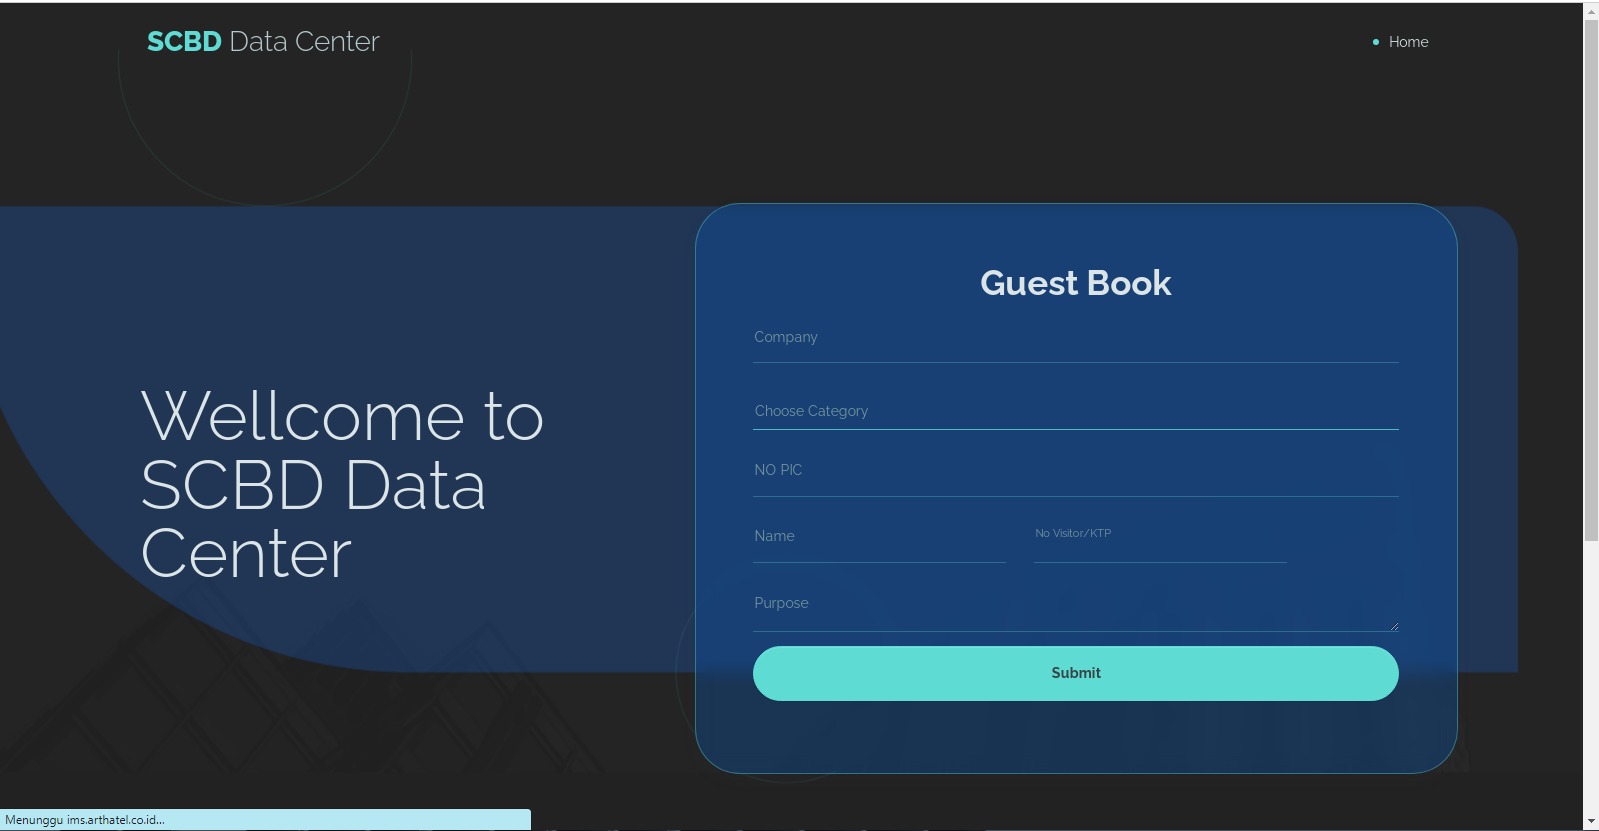 SCBD Data Center
Home
Guest Book
Company
Choose Category
NO PIC
Name
No Visitor/KTP
Purpose
Submit
Wellcome to
SCBD Data
Center
Menunggu ims.arthatel.co.id...